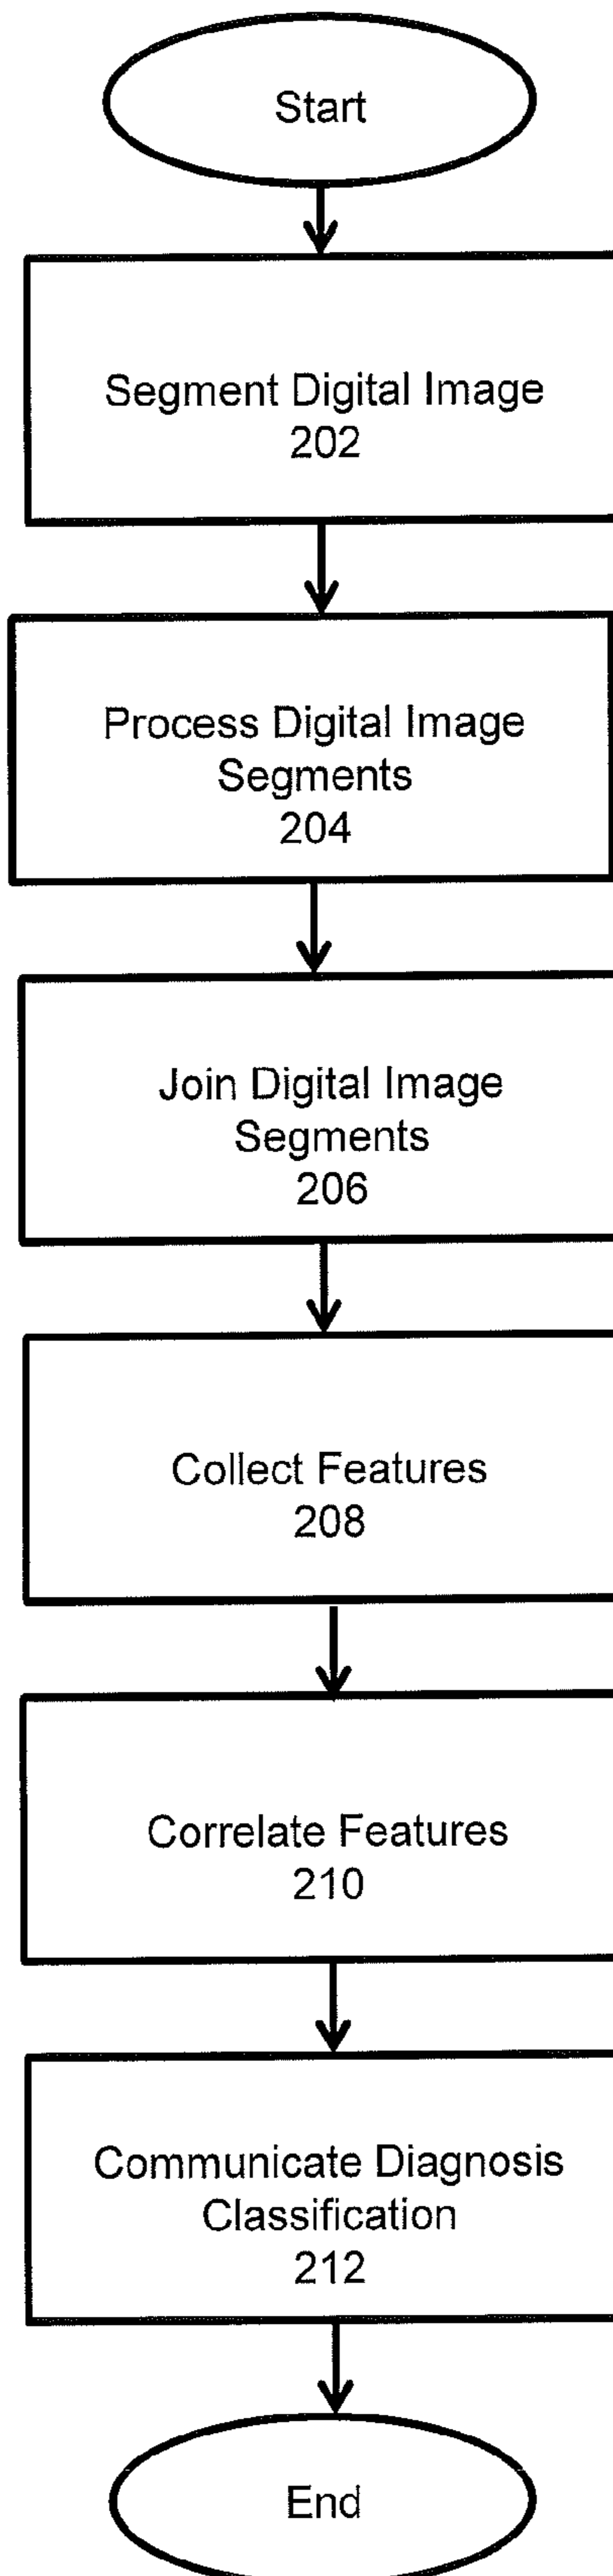 Start
Segment Digital Image
202
Process Digital Image
Segments
204
Join Digital Image
Segments
206
Collect Features
208
Correlate Features
210
Communicate Diagnosis
Classification
212
End